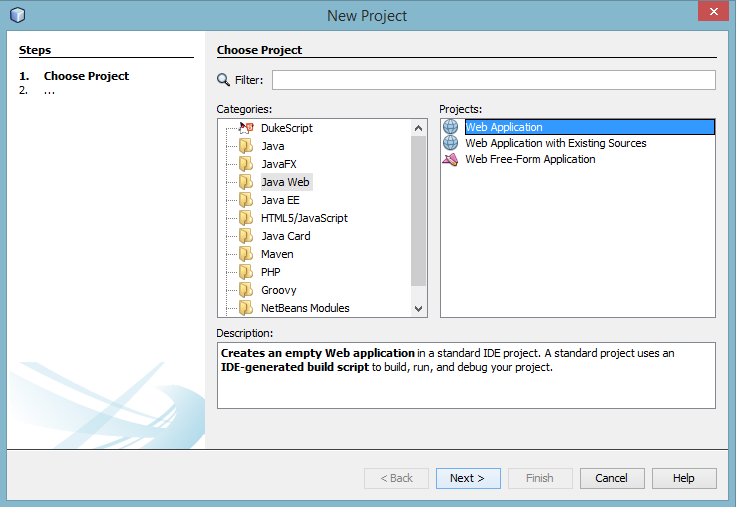 New Project
Steps
1. Choose Project
2. ...
Choose Project
Filter:
Categories:
DukeScript
Java
JavaFX
Java Web
Java EE
HTML5/JavaScript
Java Card
Maven
PHP
Groovy
NetBeans Modules
Projects:
Web Application
Web Application with Existing Sources
Web Free-Form Application
Description:
Creates an empty Web application in a standard IDE project. A standard project uses an
IDE-generated build script to build, run, and debug your project.
< Back
Next >
Finish
Cancel
Help